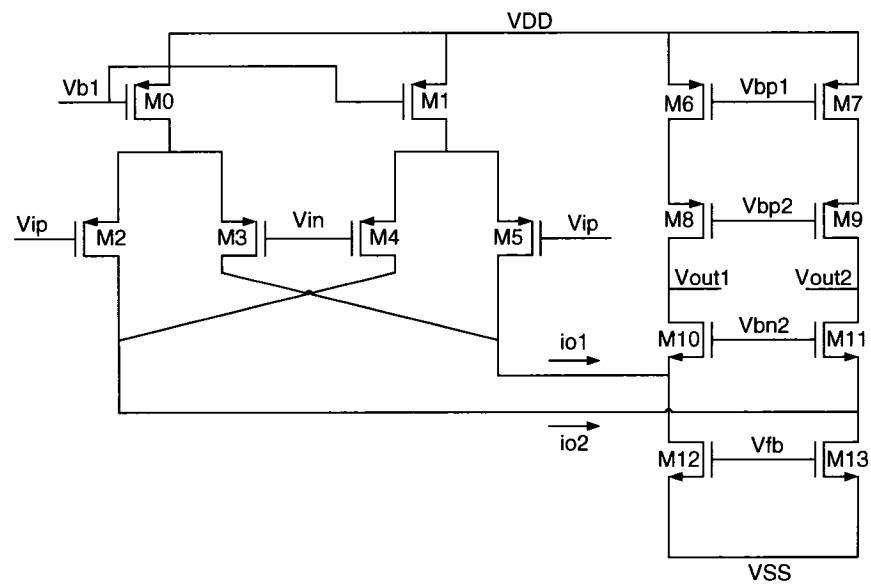 VDD
Vb1
M0
M1
M6
Vbp1
M7
Vip
M2
M3
Vin
M4
M5
Vip
M8
Vbp2
M9
Vout1
Vout2
M10
Vbn2
M11
io1
io2
M12
Vfb
M13
VSS